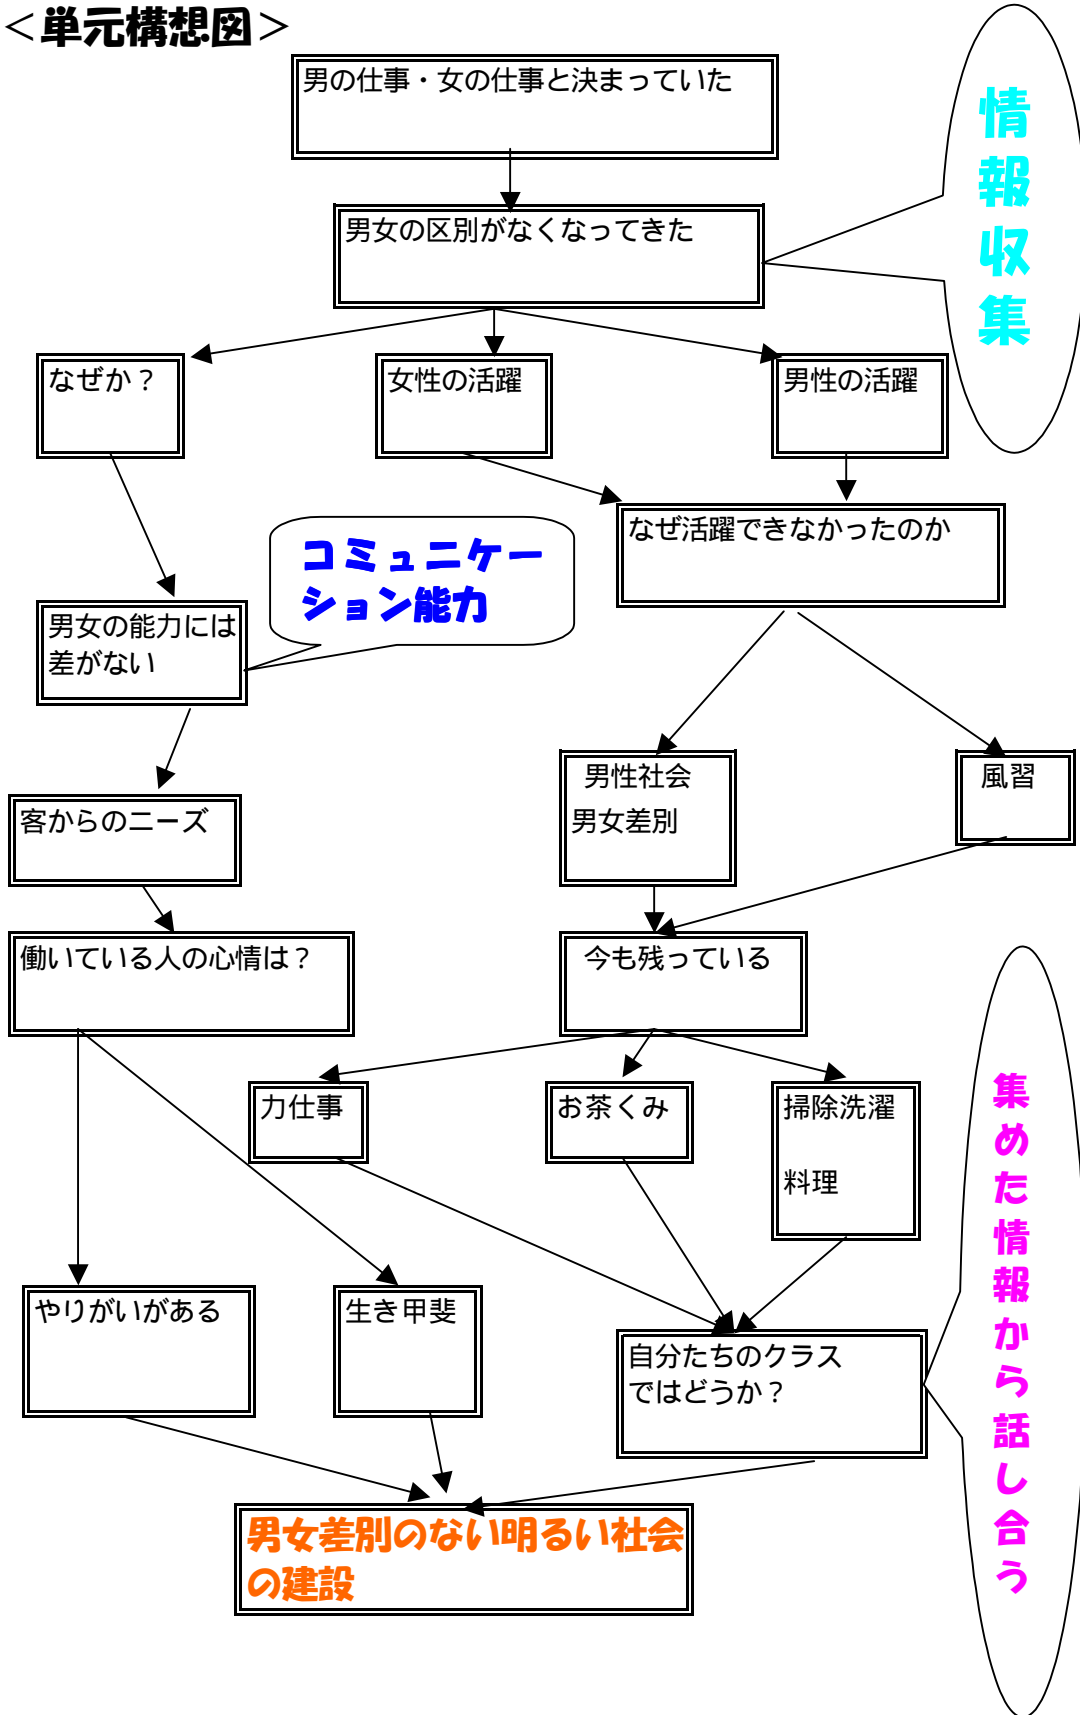 ＜単元構想図＞
男の仕事・女の仕事と決まっていた
情報収集
男女の区別がなくなってきた
なぜか？
女性の活躍
男性の活躍
なぜ活躍できなかったのか
コミュニケー
ション能力
男女の能力には
差がない
男性社会
男女差別
風習
客からのニーズ
働いている人の心情は？
今も残っている
力仕事
お茶くみ
掃除洗濯
料理
集めた情報から話し合う
やりがいがある
生き甲斐
自分たちのクラス
ではどうか？
男女差別のない明るい社会
の建設